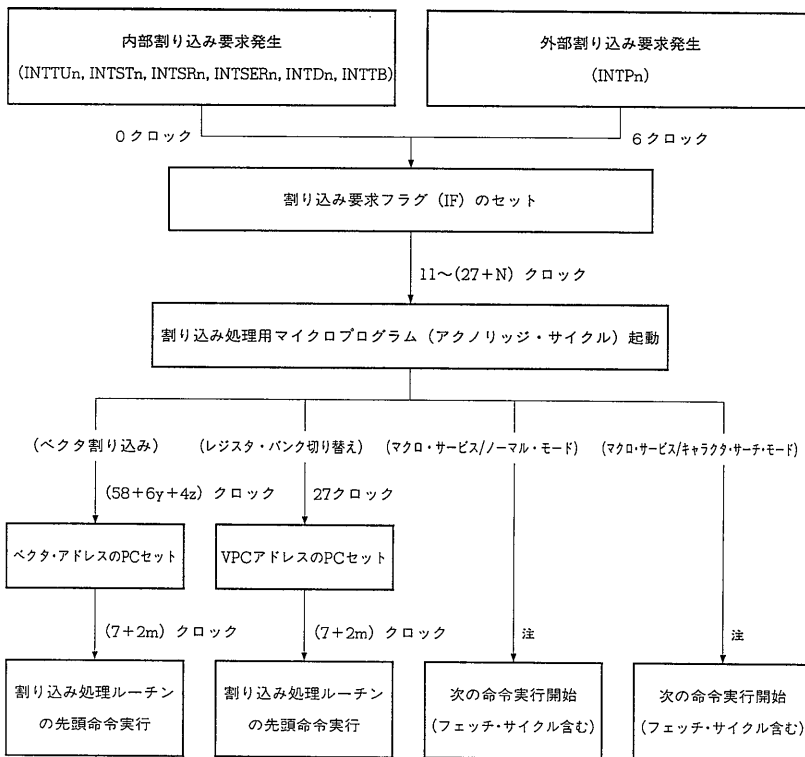 内部割り込み要求発生
(INTTUn, INTSTn, INTSRn, INTSERn, INTDn, INTTB)
外部割り込み要求発生
(INTPn)
0クロック
6クロック
割り込み要求フラグ (IF) のセット
11〜(27+N) クロック
割り込み処理用マイクロプログラム (アクノリッジ・サイクル) 起動
(ベクタ割り込み)
(レジスタ・バンク切り替え)
(マクロ・サービス/ノーマル・モード)
(マクロ・サービス/キャラクタ・サーチ・モード)
(58+6y+4z) クロック
27クロック
ベクタ・アドレスのPCセット
VPCアドレスのPCセット
(7+2m) クロック
(7+2m) クロック
注
注
割り込み処理ルーチン
の先頭命令実行
割り込み処理ルーチン
の先頭命令実行
次の命令実行開始
(フェッチ・サイクル含む)
次の命令実行開始
(フェッチ・サイクル含む)